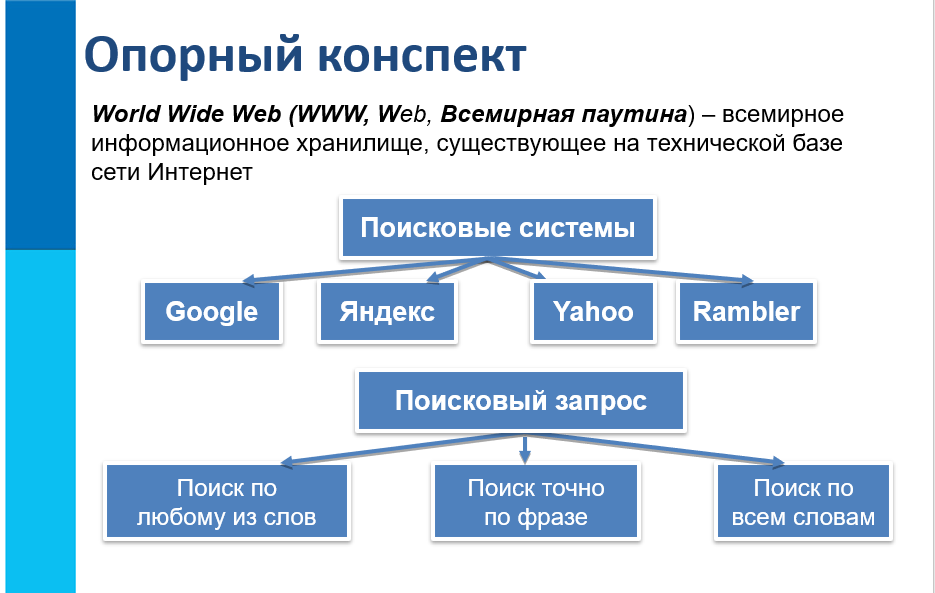 Опорный конспект
World Wide Web (WWW, Web, Всемирная паутина) – всемирное
информационное хранилище, существующее на технической базе
сети Интернет
Поисковые системы
Google
Яндекс
Yahoo
Rambler
Поисковый запрос
Поиск по
любому из слов
Поиск точно
по фразе
Поиск по
всем словам